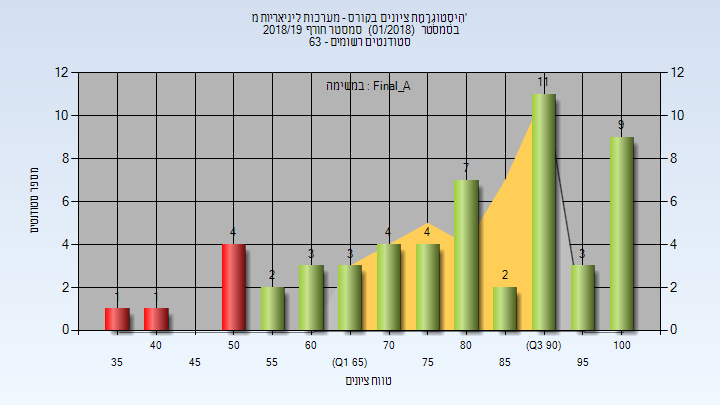 היסטוגרמת ציונים בקורס - מערכות ליניאריות מ'
בסמסטר (01/2018) סמסטר חורף 2018/19
סטודנטים רשומים - 63
במשימה : Final_A
מספר סטודנטים
12 12
10 10
8 8
6 6
4 4
2 2
0 0
1 1 4 2 3 3 4 4 7 2 11 3 9
40 50 60 70 80 (Q3 90) 100
35 45 55 (Q1 65) 75 85 95
טווח ציונים